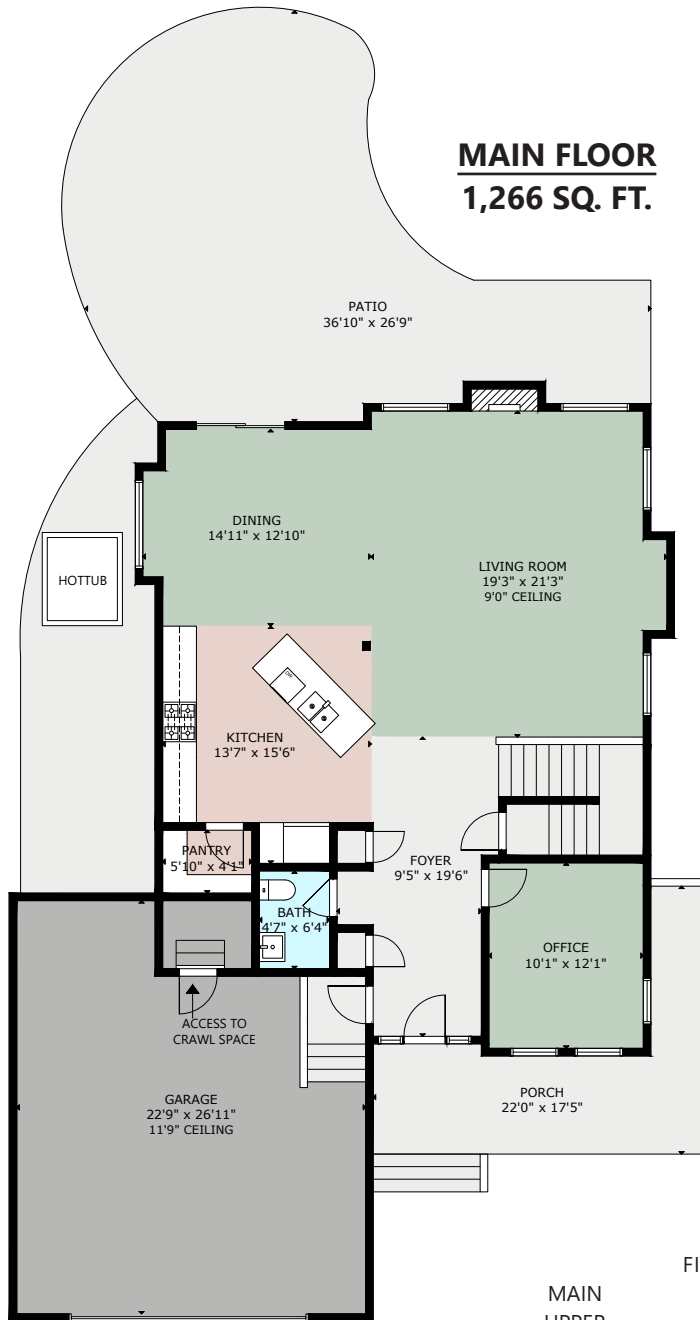 MAIN FLOOR
1,266 SQ. FT.
PATIO
36'10" x 26'9"
DINING
14'11" x 12'10"
LIVING ROOM
19'3" x 21'3"
9'0" CEILING
HOTTUB
DW
KITCHEN
13'7" x 15'6"
PANTRY
5'10" x 4'1"
FOYER
9'5" x 19'6"
BATH
4'7" x 6'4"
OFFICE
10'1" x 12'1"
ACCESS TO
CRAWL SPACE
GARAGE
22'9" x 26'11"
11'9" CEILING
PORCH
22'0" x 17'5"
FI
MAIN
UPPER